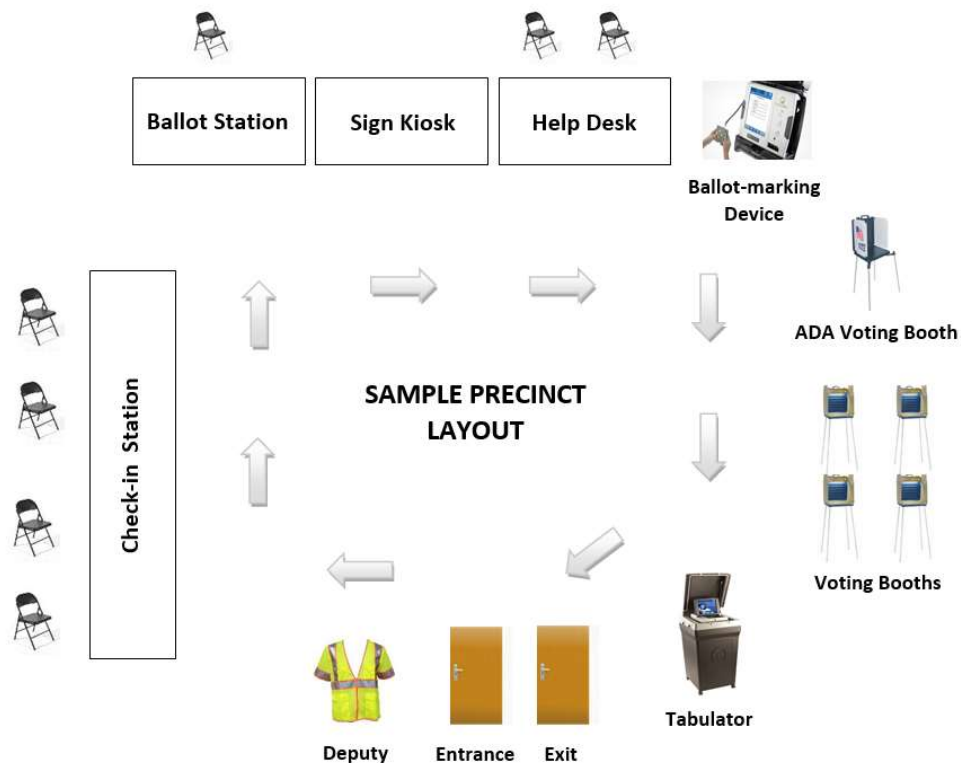 Ballot Station
Sign Kiosk
Help Desk
Ballot-marking
Device
ADA Voting Booth
Check-in Station
SAMPLE PRECINCT
LAYOUT
Voting Booths
Tabulator
Deputy
Entrance
Exit